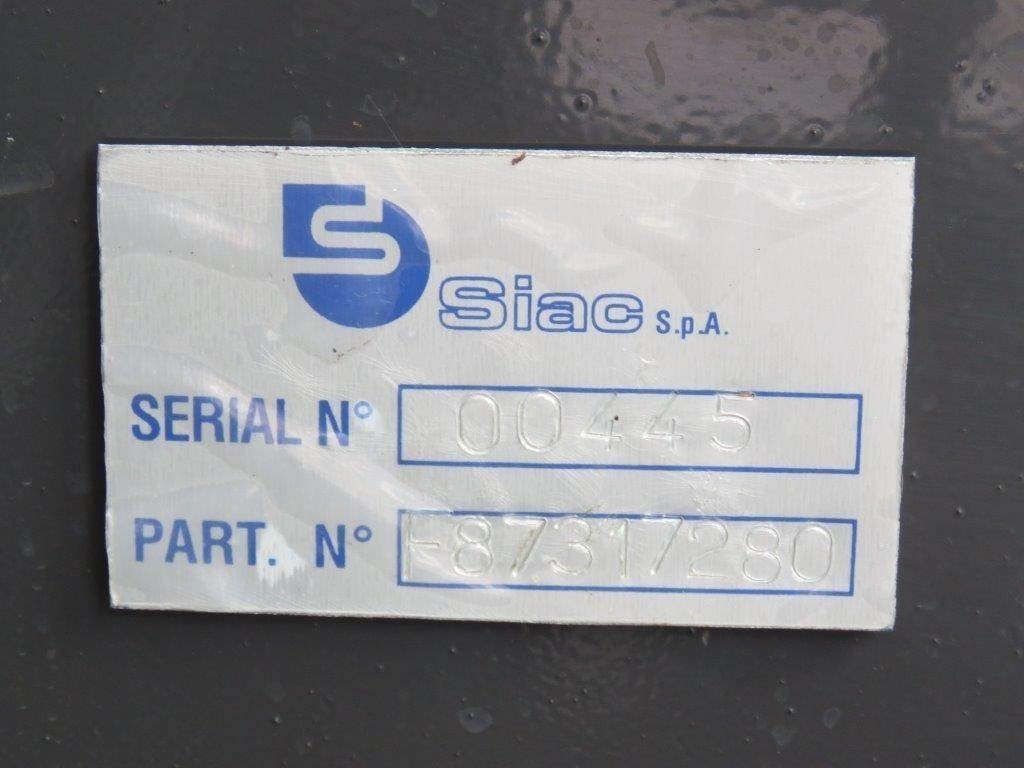 S
Siac S.p.A.
SERIAL N° 00445
PART. N° F87317280